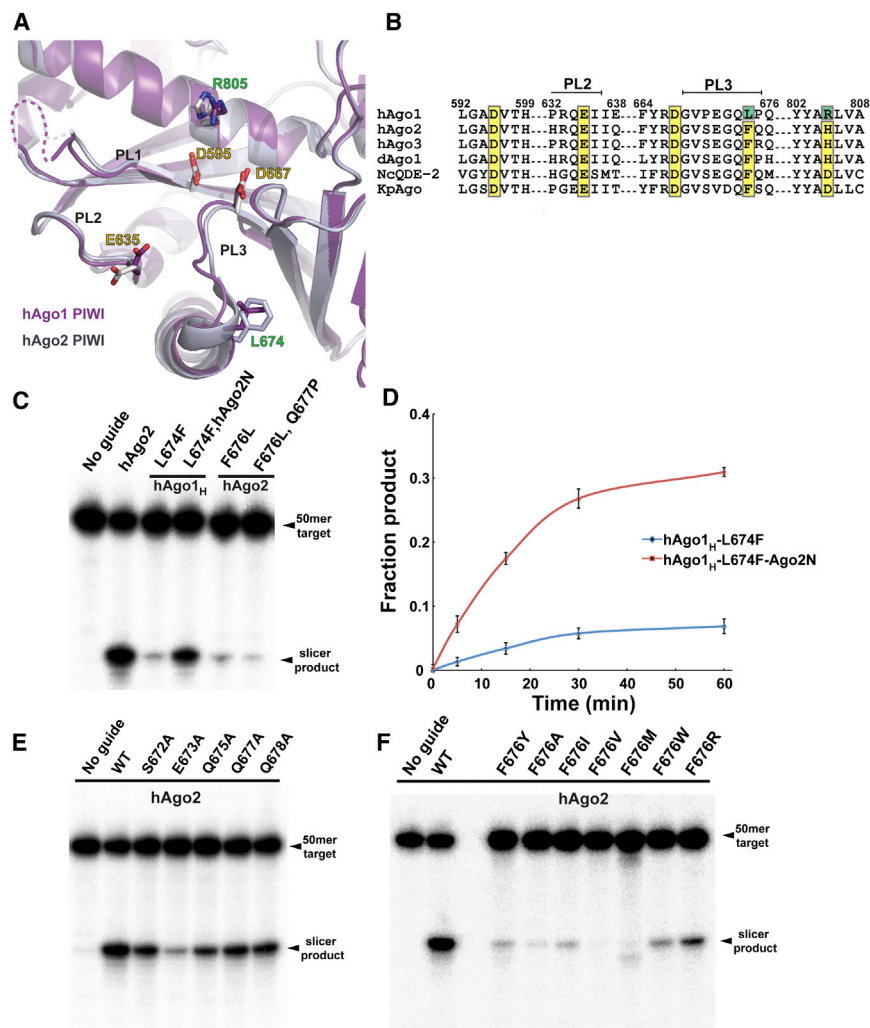 A
R805
PL1
D595
D667
PL2
E635
PL3
L674
hAgo1 PIWI
hAgo2 PIWI
B
PL2 PL3
592 599 632 638 664 676 802 808
hAgo1 LGADVTH---PRQEIIE---FYRDGVPEGQLPQ---YYARLVA
hAgo2 LGADVTH---HRQEIIQ---FYRDGVSEGQFQQ---YYAHLVA
hAgo3 LGADVTH---HRQEIIQ---FYRDGVSEGQFRQ---YYAHLVA
dAgo1 LGADVTH---HRQEIIQ---LYRDGVSEGQFPH---YYAHLVA
NcQDE-2 VGYDVTH---HRQESMT---IYRDGVSEGQFQM---YYADLVC
KpAgo LGSDVTH---PGEEIIT---YFRDGVSVDQFSQ---YYADLLC
C
No guide
hAgo2
L674F
L674F,hAgo2N
F676L
F676L, Q677P
hAgo1H hAgo2
50mer
target
slicer
product
D
Fraction product
0.4
0.3
0.2
0.1
0
hAgo1H-L674F
hAgo1H-L674F-Ago2N
0 10 20 30 40 50 60
Time (min)
E
No guide
WT
S672A
E673A
Q675A
Q677A
Q678A
hAgo2
50mer
target
slicer
product
F
No guide
WT
F676Y
F676A
F676I
F676V
F676M
F676W
F676R
hAgo2
50mer
target
slicer
product